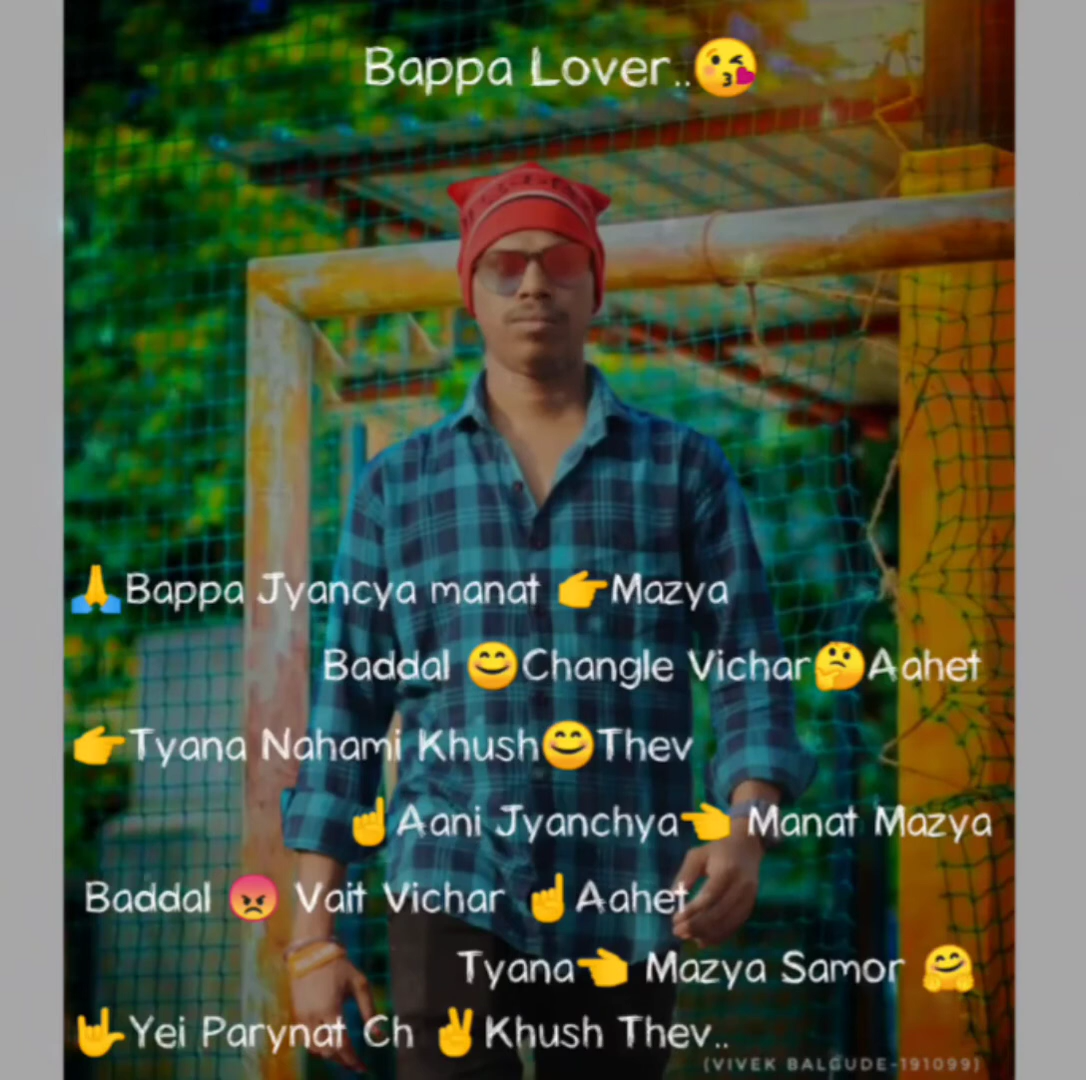 Bappa Lover..😘
🙏Bappa Jyancya manat 👉Mazya
Baddal 😊Changle Vichar🤔Aahet
👉Tyana Nahami Khush😊Thev
☝Aani Jyanchya👈 Manat Mazya
Baddal 😡 Vait Vichar ☝Aahet
Tyana👈 Mazya Samor 🤗
🤟Yei Parynat Ch ✌Khush Thev..
(VIVEK BALGUDE-191099)